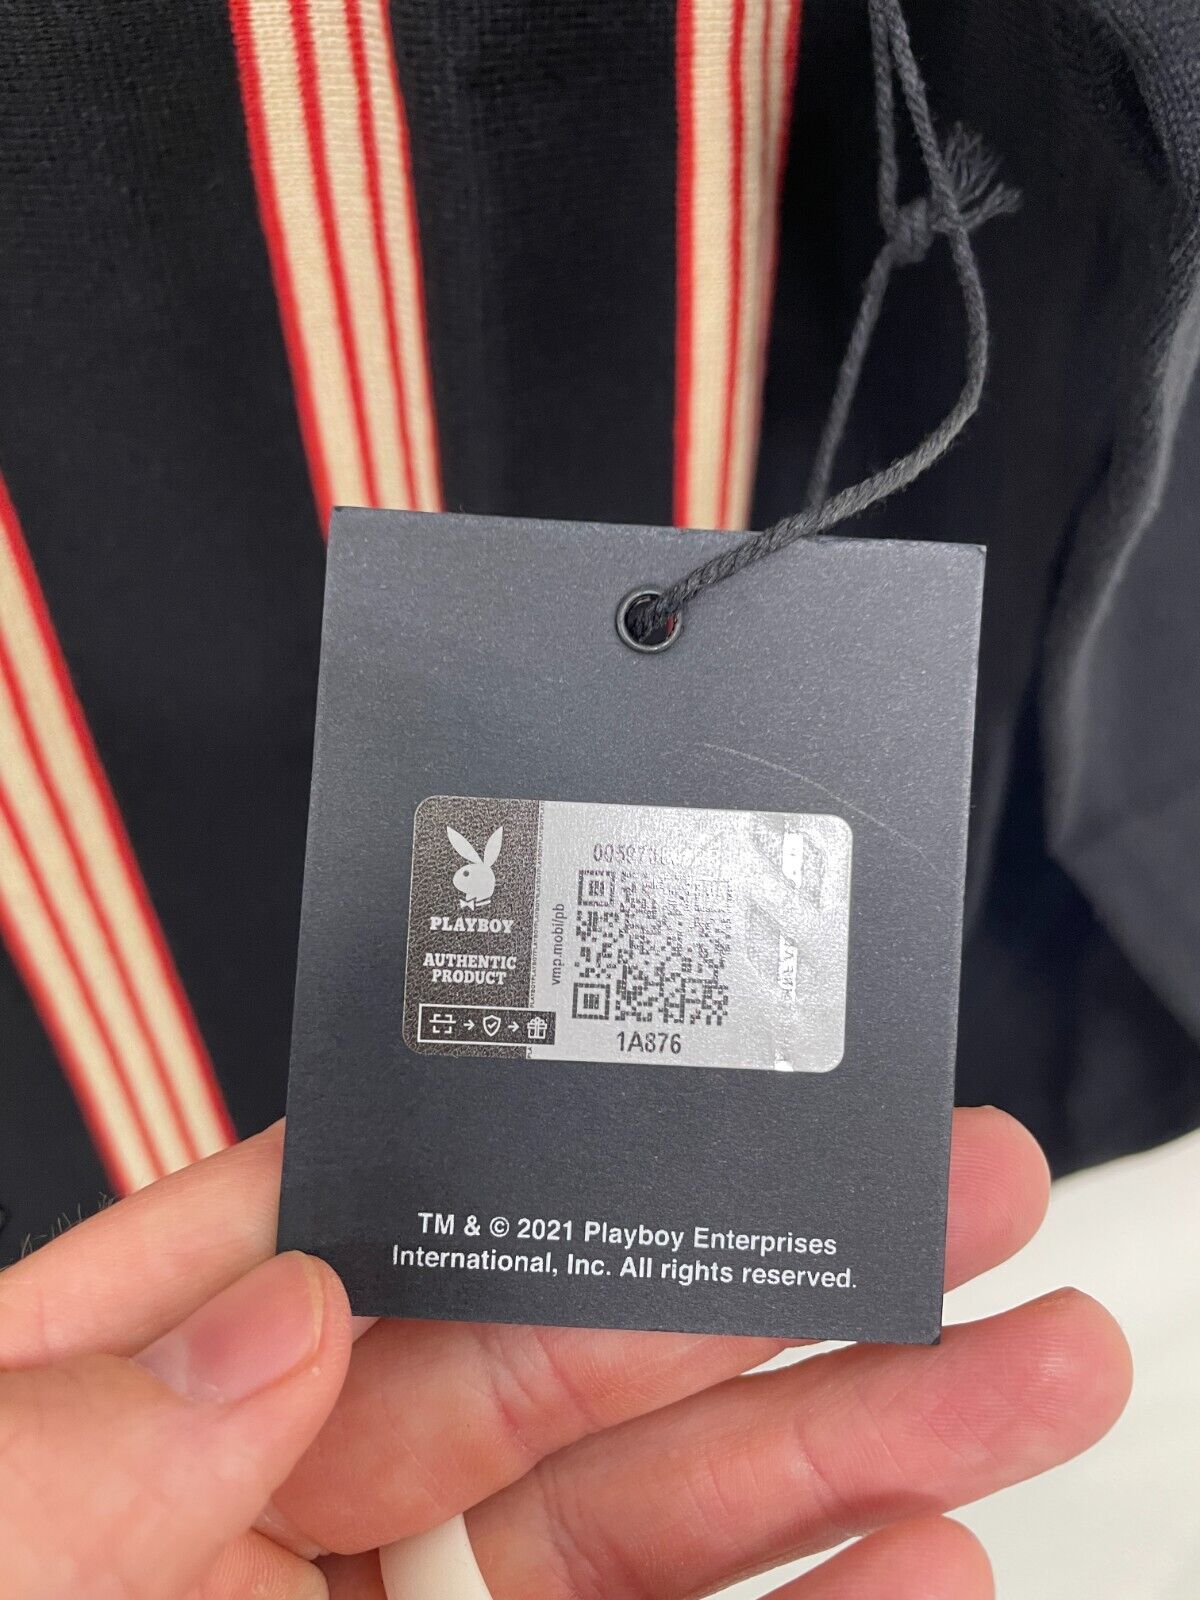 PLAYBOY
AUTHENTIC
PRODUCT
vmp.mobi/pb
1A876
TM & © 2021 Playboy Enterprises
International, Inc. All rights reserved.